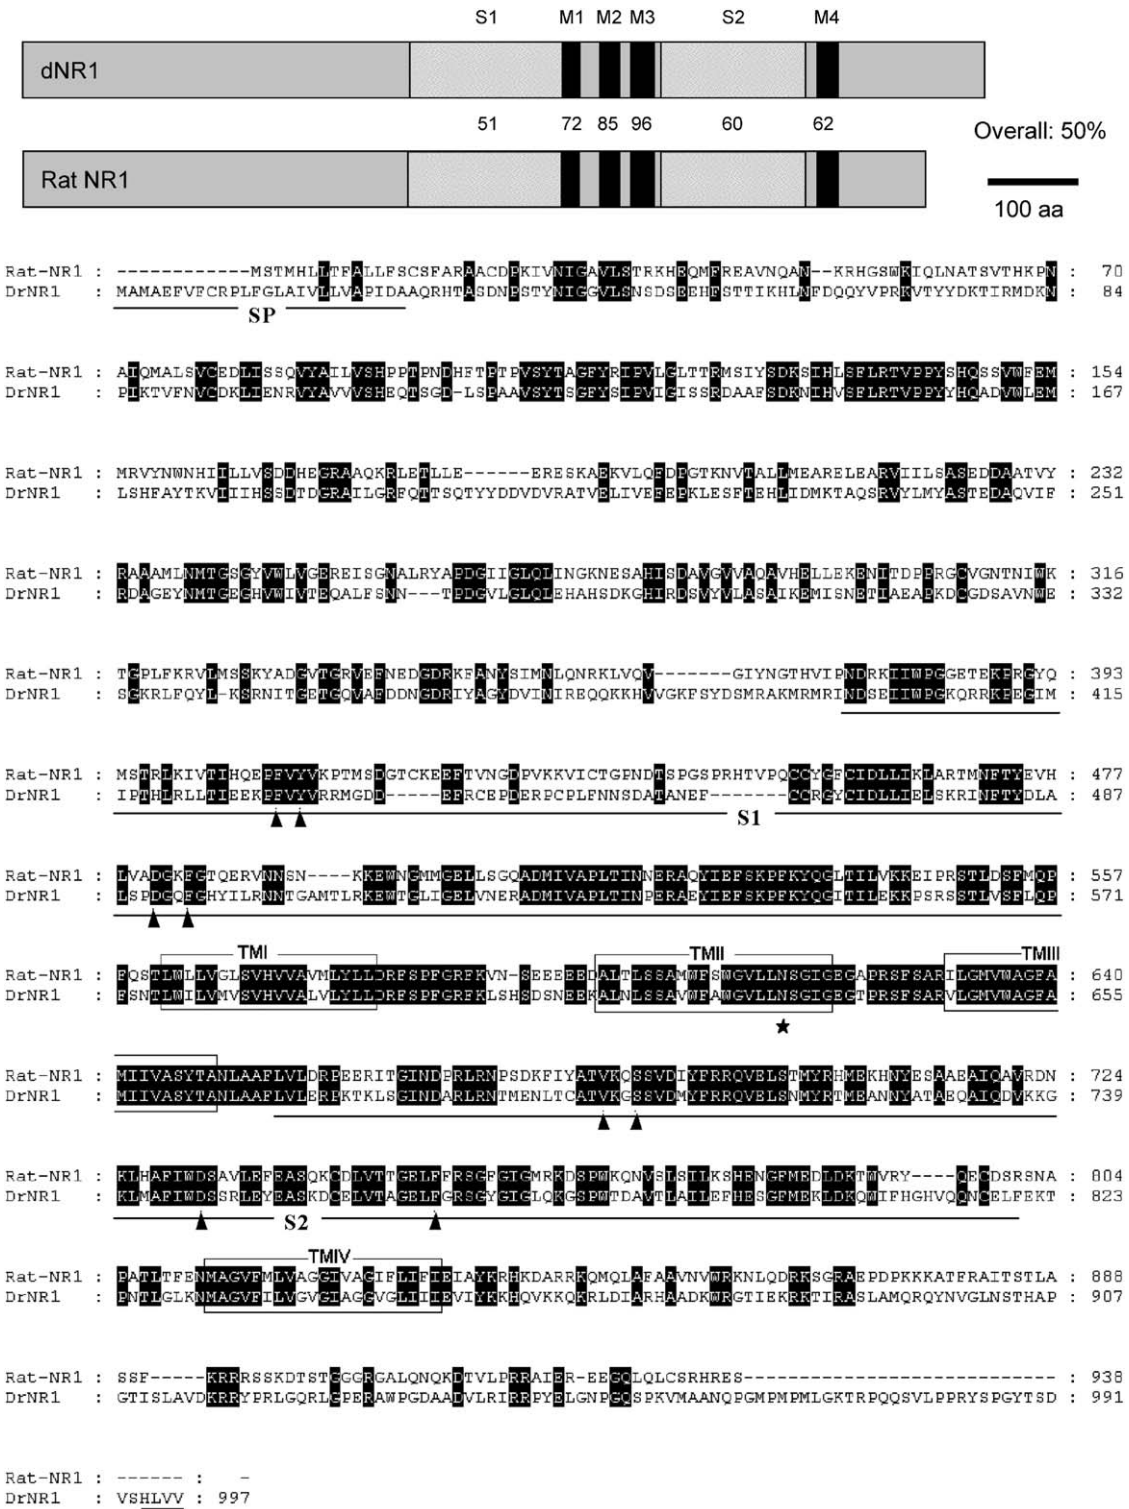 S1 M1 M2 M3 S2 M4
dNR1
51 72 85 96 60 62
Overall: 50%
Rat NR1
100 aa
Rat-NR1 : ------------MSTMHLLTFALLFSCSFARAACDPKIVNIGAVLSTRKHEQMFREAVNQAN--KRHGSWKIQLNATSVTHKPN : 70
DrNR1 : MAMAEFVFCRPLFGLAIVLLVAPIDAAQRHTASDNPSTYNIGGVLSNSDSEEHFSTTIKHLNFDQQYVPRKVTYYDKTIRMDKN : 84
SP
Rat-NR1 : AIQMALSVCEDLISSQVYAILVSHPPTPNDHFTPTPVSYTAGFYRIPVLGLTTRMSIYSDKSIHLSFLRTVPPYSHQSSVWFEM : 154
DrNR1 : PIKTVFNVCDKLIENRVYAVVVSHEQTSGD-LSPAAVSYTSGFYSIPVIGISSRDAAFSDKNIHVSFLRTVPPYYHQADVWLEM : 167
Rat-NR1 : MRVYNWNHIILLVSDDHEGRAAQKRLETLLE------ERESKAEKVLQFDPGTKNVTALLMEARELEARVIILSASEDDAATVY : 232
DrNR1 : LSHFAYTKVIIIHSSDTDGRAILGRFQTTSQTYYDDVDVRATVELIVEFEPKLESFTEHLIDMKTAQSRVYLMYASTEDAQVIF : 251
Rat-NR1 : RAAAMLNMTGSGYVWLVGEREISGNALRYAPDGIIGLQLINGKNESAHISDAVGVVAQAVHELLEKENITDPPRGCVGNTNIWK : 316
DrNR1 : RDAGEYNMTGEGHVWIVTEQALFSNN---TPDGVLGLQLEHAHSDKGHIRDSVYVLASAIKEMISNETIAEAPKDCGDSAVNWE : 332
Rat-NR1 : TGPLFKRVLMSSKYADGVTGRVEFNEDGDRKFANYSIMNLQNRKLVQV-------GIYNGTHVIPNDRKIIWPGGETEKPRGYQ : 393
DrNR1 : SGKRLFQYL-KSRNITGETGQVAFDDNGDRIYAGYDVINIREQQKKHVVGKFSYDSMRAKMRMRINDSEIIWPGKQRRKPEGIM : 415
Rat-NR1 : MSTRLKIVTIHQEPFVYVKPTMSDGTCKEEFTVNGDPVKKVICTGPNDTSPGSPRHTVPQCCYGFCIDLLIKLARTMNFTYEVH : 477
DrNR1 : IPTHLRLLTIEEKPFVYVRRMGDD-----EFRCEPDERPCPLFNNSDATANEF-------CCRGYCIDLLIELSKRINFTYDLA : 487
S1
Rat-NR1 : LVADGKFGTQERVNNSN----KKEWNGMMGELLSGQADMIVAPLTINNERAQYIEFSKPFKYQGLTILVKKEIPRSTLDSFMQP : 557
DrNR1 : LSPDGQFGHYILRNNTGAMTLRKEWTGLIGELVNERADMIVAPLTINPERAEYIEFSKPFKYQGITILEKKPSRSSTLVSFLQP : 571
TMI TMII TMIII
Rat-NR1 : FQSTLWLLVGLSVHVVAVMLYLLDRFSPFGRFKVN-SEEEEEDALTLSSAMWFSWGVLLNSGIGEGAPRSFSARILGMVWAGFA : 640
DrNR1 : FSNTLWILVMVSVHVVALVLYLLDRFSPFGRFKLSHSDSNEEKALNLSSAVWFAWGVLLNSGIGEGTPRSFSARVLGMVWAGFA : 655
Rat-NR1 : MIIVASYTANLAAFLVLDRPEERITGINDPRLRNPSDKFIYATVKQSSVDIYFRRQVELSTMYRHMEKHNYESAAEAIQAVRDN : 724
DrNR1 : MIIVASYTANLAAFLVLERPKTKLSGINDARLRNTMENLTCATVKGSSVDMYFRRQVELSNMYRTMEANNYATAEQAIQDVKKG : 739
Rat-NR1 : KLHAFIWDSAVLEFEASQKCDLVTTGELFFRSGFGIGMRKDSPWKQNVSLSILKSHENGFMEDLDKTWVRY----QECDSRSNA : 804
DrNR1 : KLMAFIWDSSRLEYEASKDCELVTAGELFGRSGYGIGLQKGSPWTDAVTLAILEFHESGFMEKLDKQWIFHGHVQQNCELFEKT : 823
S2
TMIV
Rat-NR1 : PATLTFENMAGVFMLVAGGIVAGIFLIFIEIAYKRHKDARRKQMQLAFAAVNVWRKNLQDRKSGRAEPDPKKKATFRAITSTLA : 888
DrNR1 : PNTLGLKNMAGVFILVGVGIAGGVGLIIIEVIYKKHQVKKQKRLDIARHAADKWRGTIEKRKTIRASLAMQRQYNVGLNSTHAP : 907
Rat-NR1 : SSF-----KRRRSSKDTSTGGGRGALQNQKDTVLPRRAIER-EEGQLQLCSRHRES---------------------------- : 938
DrNR1 : GTISLAVDKRRYPRLGQRLGPERAWPGDAADVLRIRRPYELGNPGQSPKVMAANQPGMPMPMLGKTRPQQSVLPPRYSPGYTSD : 991
Rat-NR1 : ------ : -
DrNR1 : VSHLVV : 997